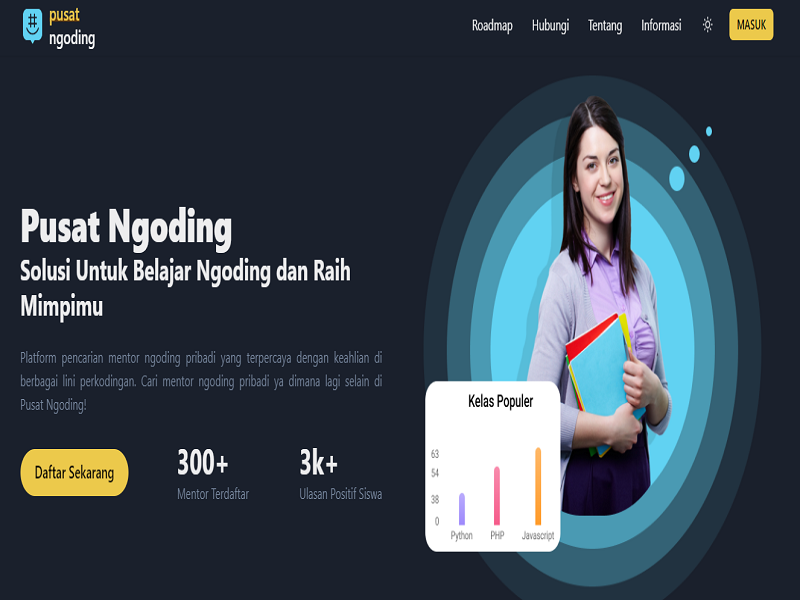 pusat
ngoding
Roadmap Hubungi Tentang Informasi MASUK
Pusat Ngoding
Solusi Untuk Belajar Ngoding dan Raih
Mimpimu
Platform pencarian mentor ngoding pribadi yang terpercaya dengan keahlian di
berbagai lini perkodingan. Cari mentor ngoding pribadi ya dimana lagi selain di
Pusat Ngoding!
Daftar Sekarang
300+
Mentor Terdaftar
3k+
Ulasan Positif Siswa
Kelas Populer
63
54
38
0
Python PHP Javascript